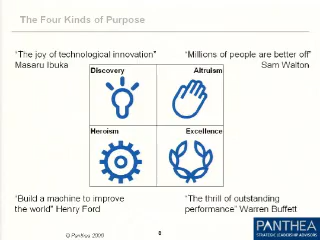 The Four Kinds of Purpose
“The joy of technological innovation”
Masaru Ibuka
“Millions of people are better off”
Sam Walton
Discovery
Altruism
Heroism
Excellence
“Build a machine to improve
the world” Henry Ford
“The thrill of outstanding
performance” Warren Buffett
© Panthea 2006
8
PANTHEA
STRATEGIC LEADERSHIP ADVISORS